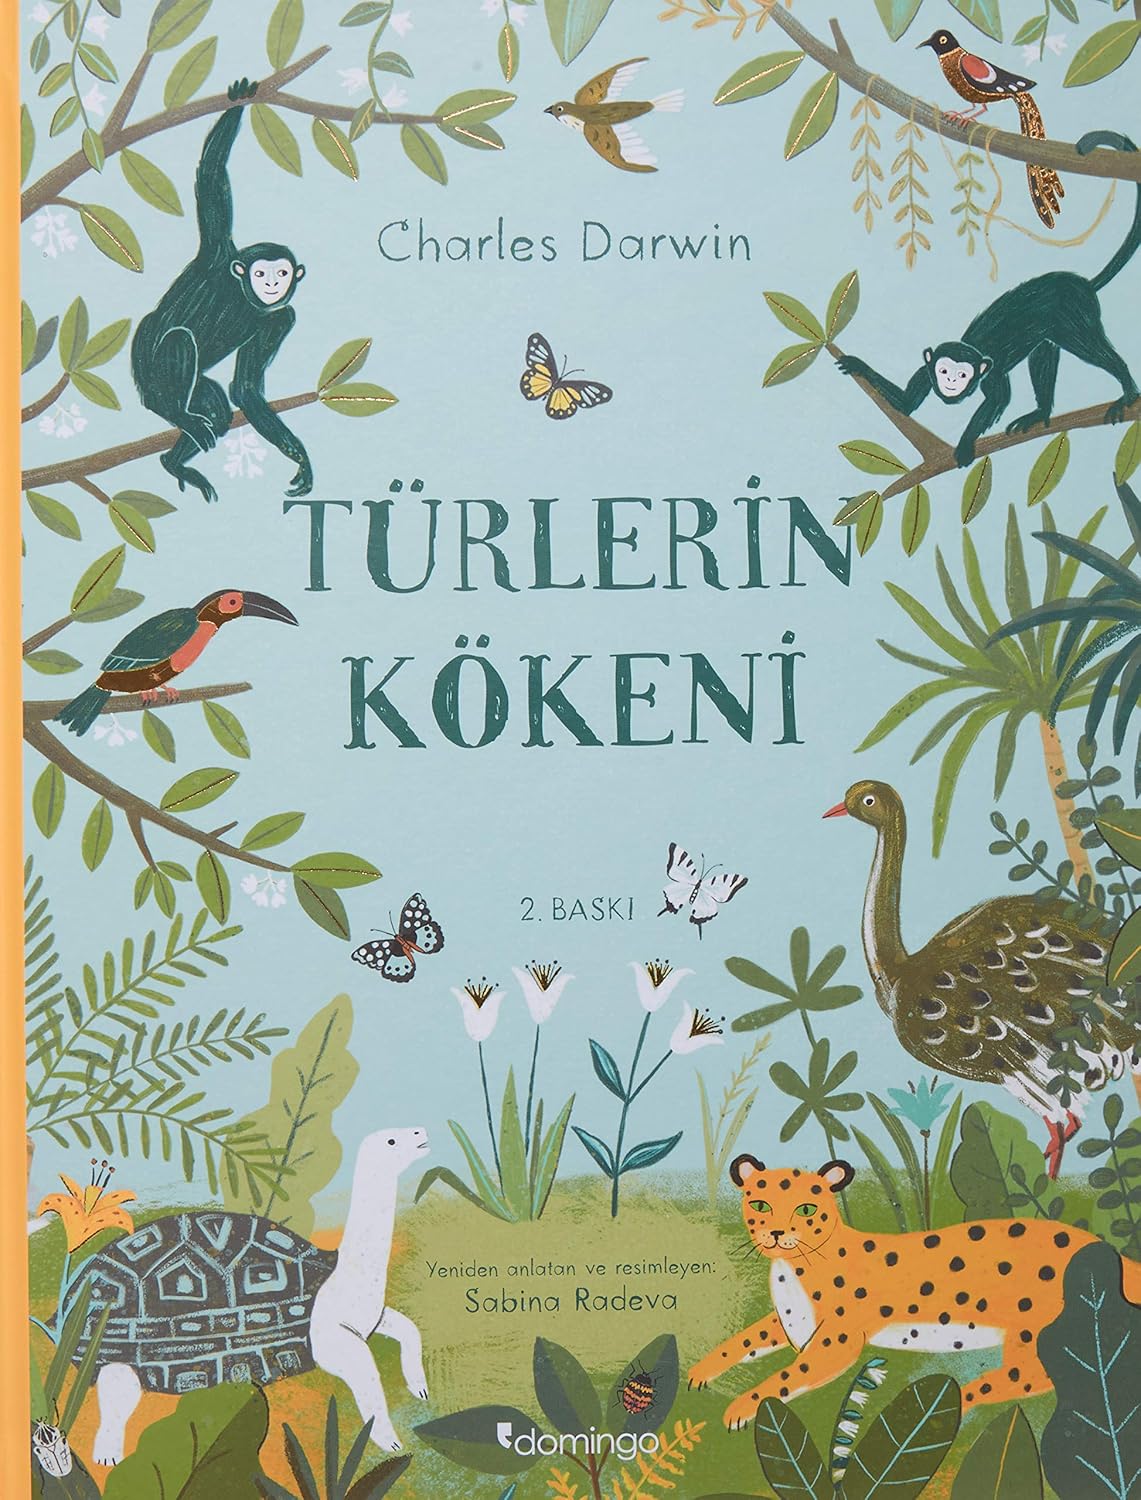 Charles Darwin
TÜRLERİN
KÖKENİ
2. BASKI
Yeniden anlatan ve resimleyen:
Sabina Radeva
domingo